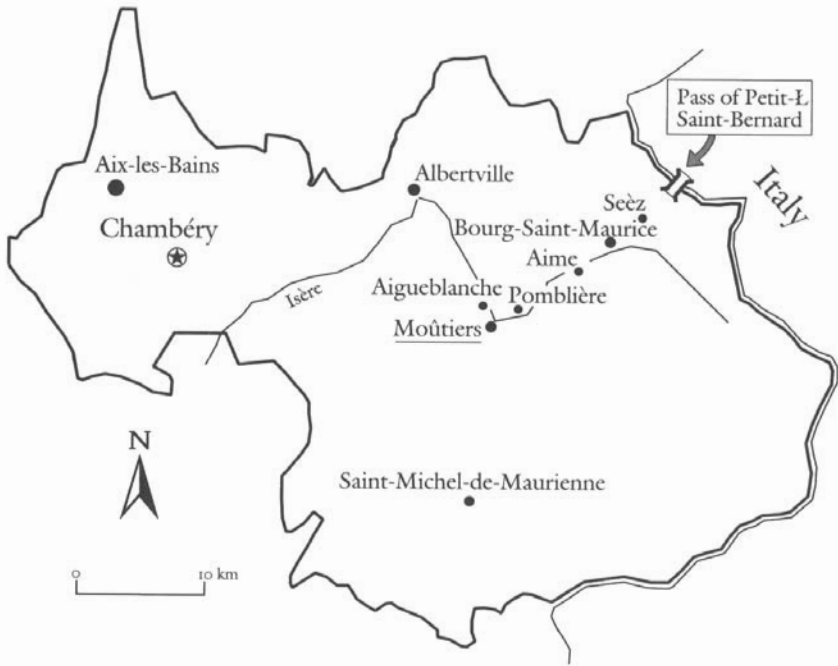 Pass of Petit-Ł
Saint-Bernard
Italy
Aix-les-Bains
Albertville
Chambéry
Seèz
Bourg-Saint-Maurice
Aime
Isère
Aigueblanche
Pomblière
Moûtiers
N
Saint-Michel-de-Maurienne
0
10 km